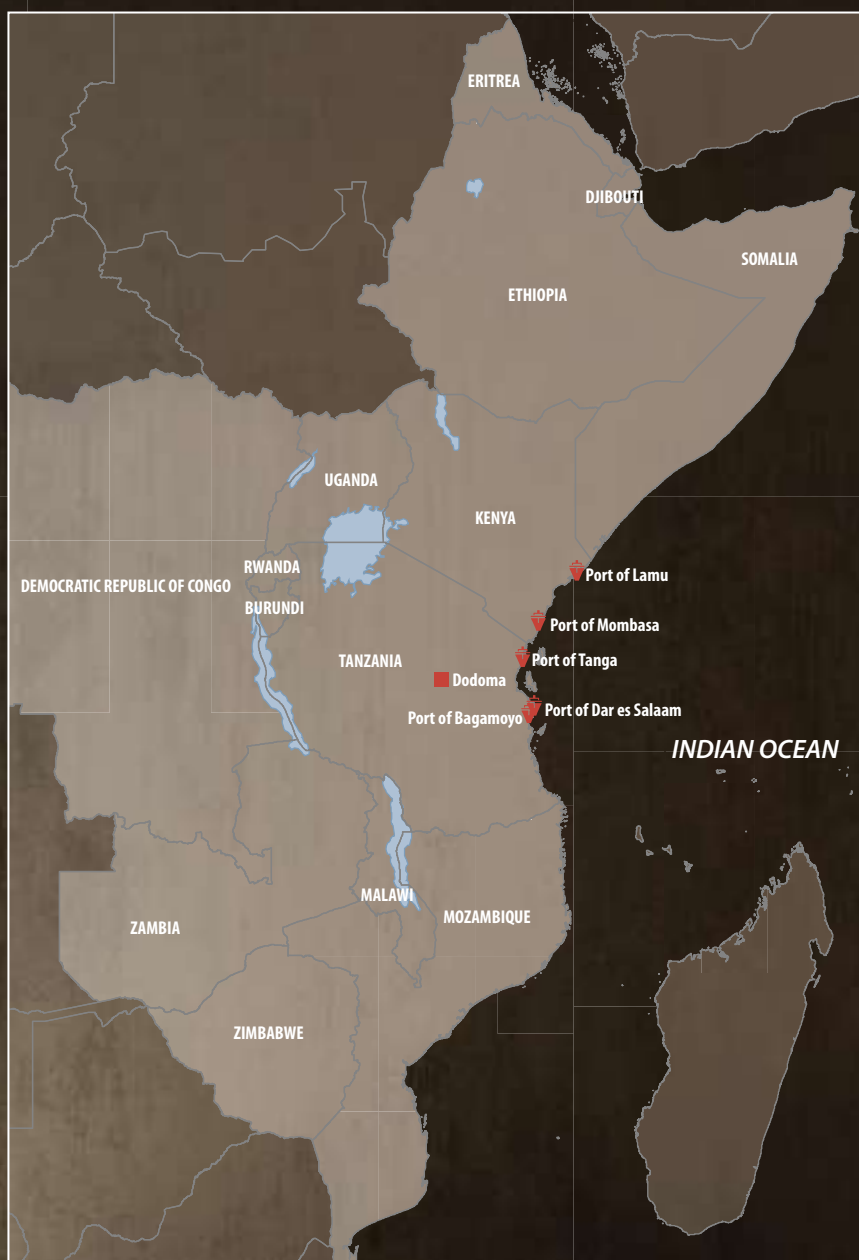 ERITREA
DJIBOUTI
SOMALIA
ETHIOPIA
UGANDA
KENYA
RWANDA
Port of Lamu
DEMOCRATIC REPUBLIC OF CONGO
BURUNDI
Port of Mombasa
TANZANIA
Port of Tanga
Dodoma
Port of Dar es Salaam
Port of Bagamoyo
INDIAN OCEAN
MALAWI
MOZAMBIQUE
ZAMBIA
ZIMBABWE